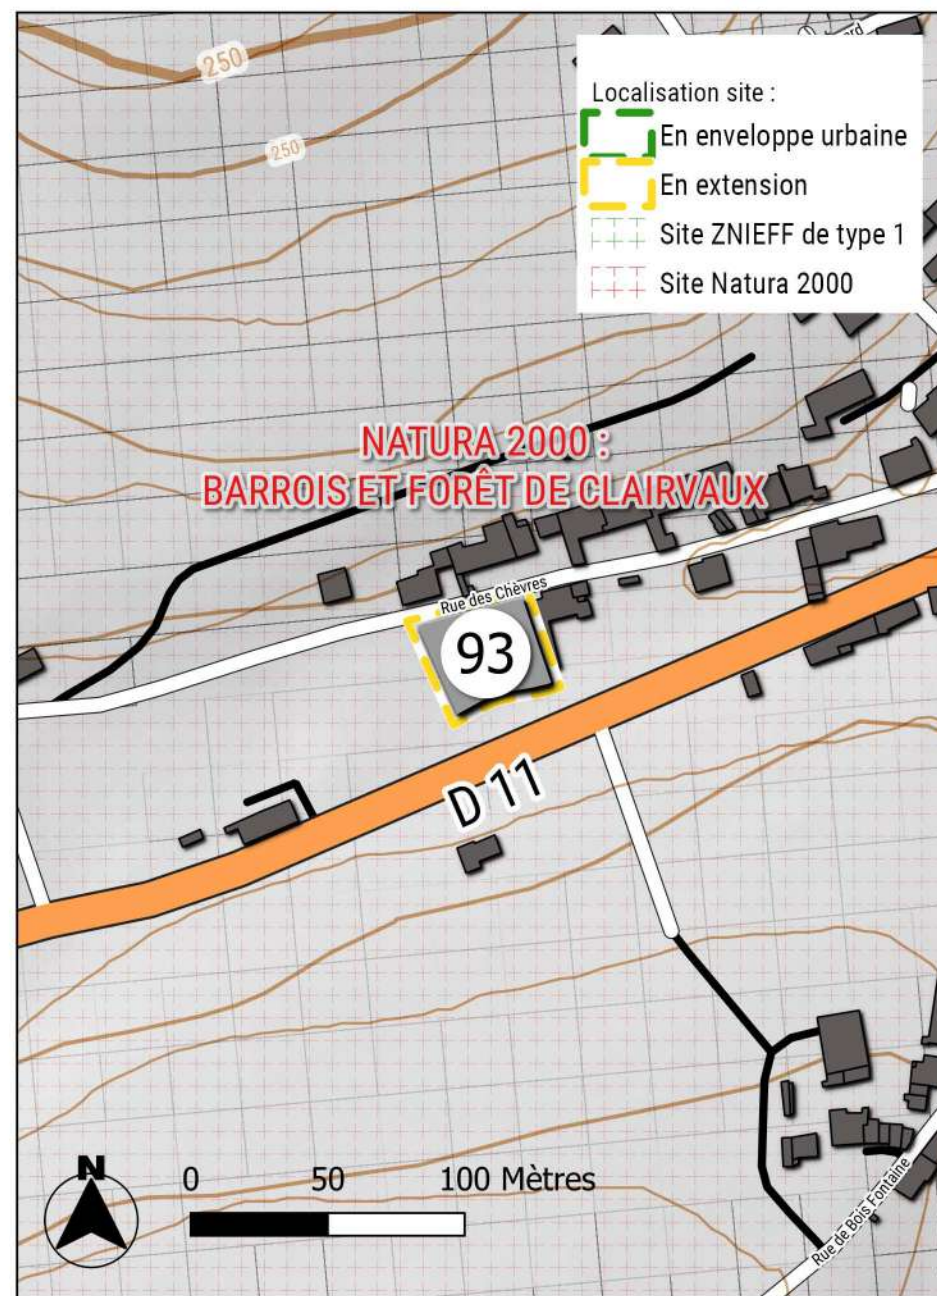 250
250
Localisation site :
En enveloppe urbaine
En extension
Site ZNIEFF de type 1
Site Natura 2000
NATURA 2000 :
BARROIS ET FORÊT DE CLAIRVAUX
Rue des Chèvres
93
D 11
N
0 50 100 Mètres
Rue de Bois Fontaine